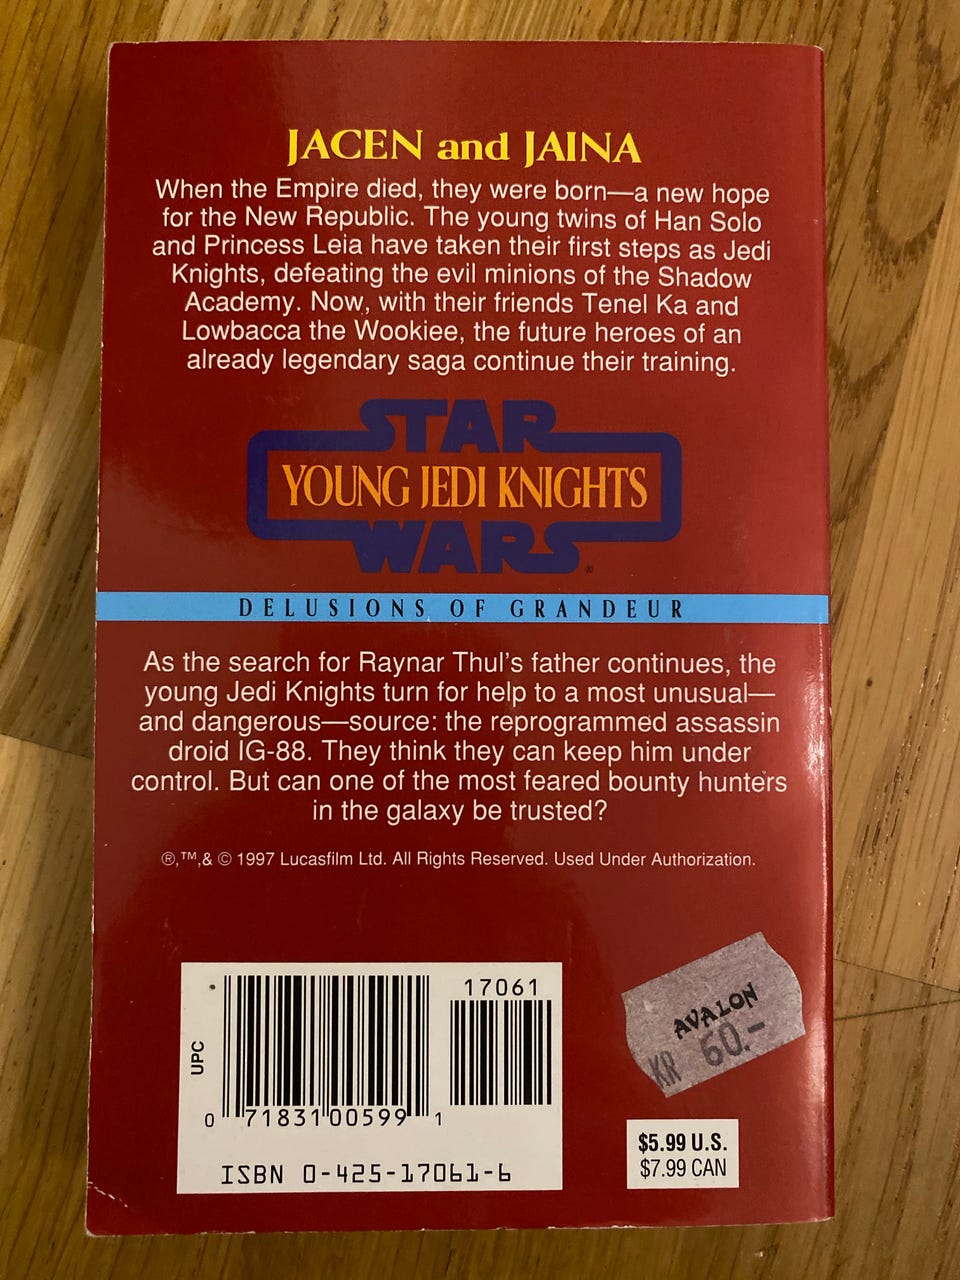 JACEN and JAINA
When the Empire died, they were born—a new hope
for the New Republic. The young twins of Han Solo
and Princess Leia have taken their first steps as Jedi
Knights, defeating the evil minions of the Shadow
Academy. Now, with their friends Tenel Ka and
Lowbacca the Wookiee, the future heroes of an
already legendary saga continue their training.
STAR
YOUNG JEDI KNIGHTS
WARS®
DELUSIONS OF GRANDEUR
As the search for Raynar Thul's father continues, the
young Jedi Knights turn for help to a most unusual—
and dangerous—source: the reprogrammed assassin
droid IG-88. They think they can keep him under
control. But can one of the most feared bounty hunters
in the galaxy be trusted?
®,™,& © 1997 Lucasfilm Ltd. All Rights Reserved. Used Under Authorization.
17061
UPC
0 71831 00599 1
ISBN 0-425-17061-6
AVALON
KR 60.-
$5.99 U.S.
$7.99 CAN